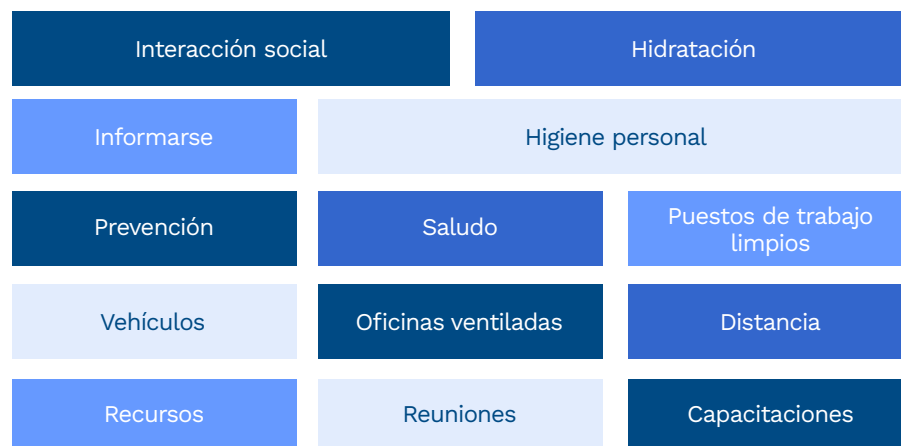 Interacción social
Hidratación
Informarse
Higiene personal
Prevención
Saludo
Puestos de trabajo
limpios
Vehículos
Oficinas ventiladas
Distancia
Recursos
Reuniones
Capacitaciones